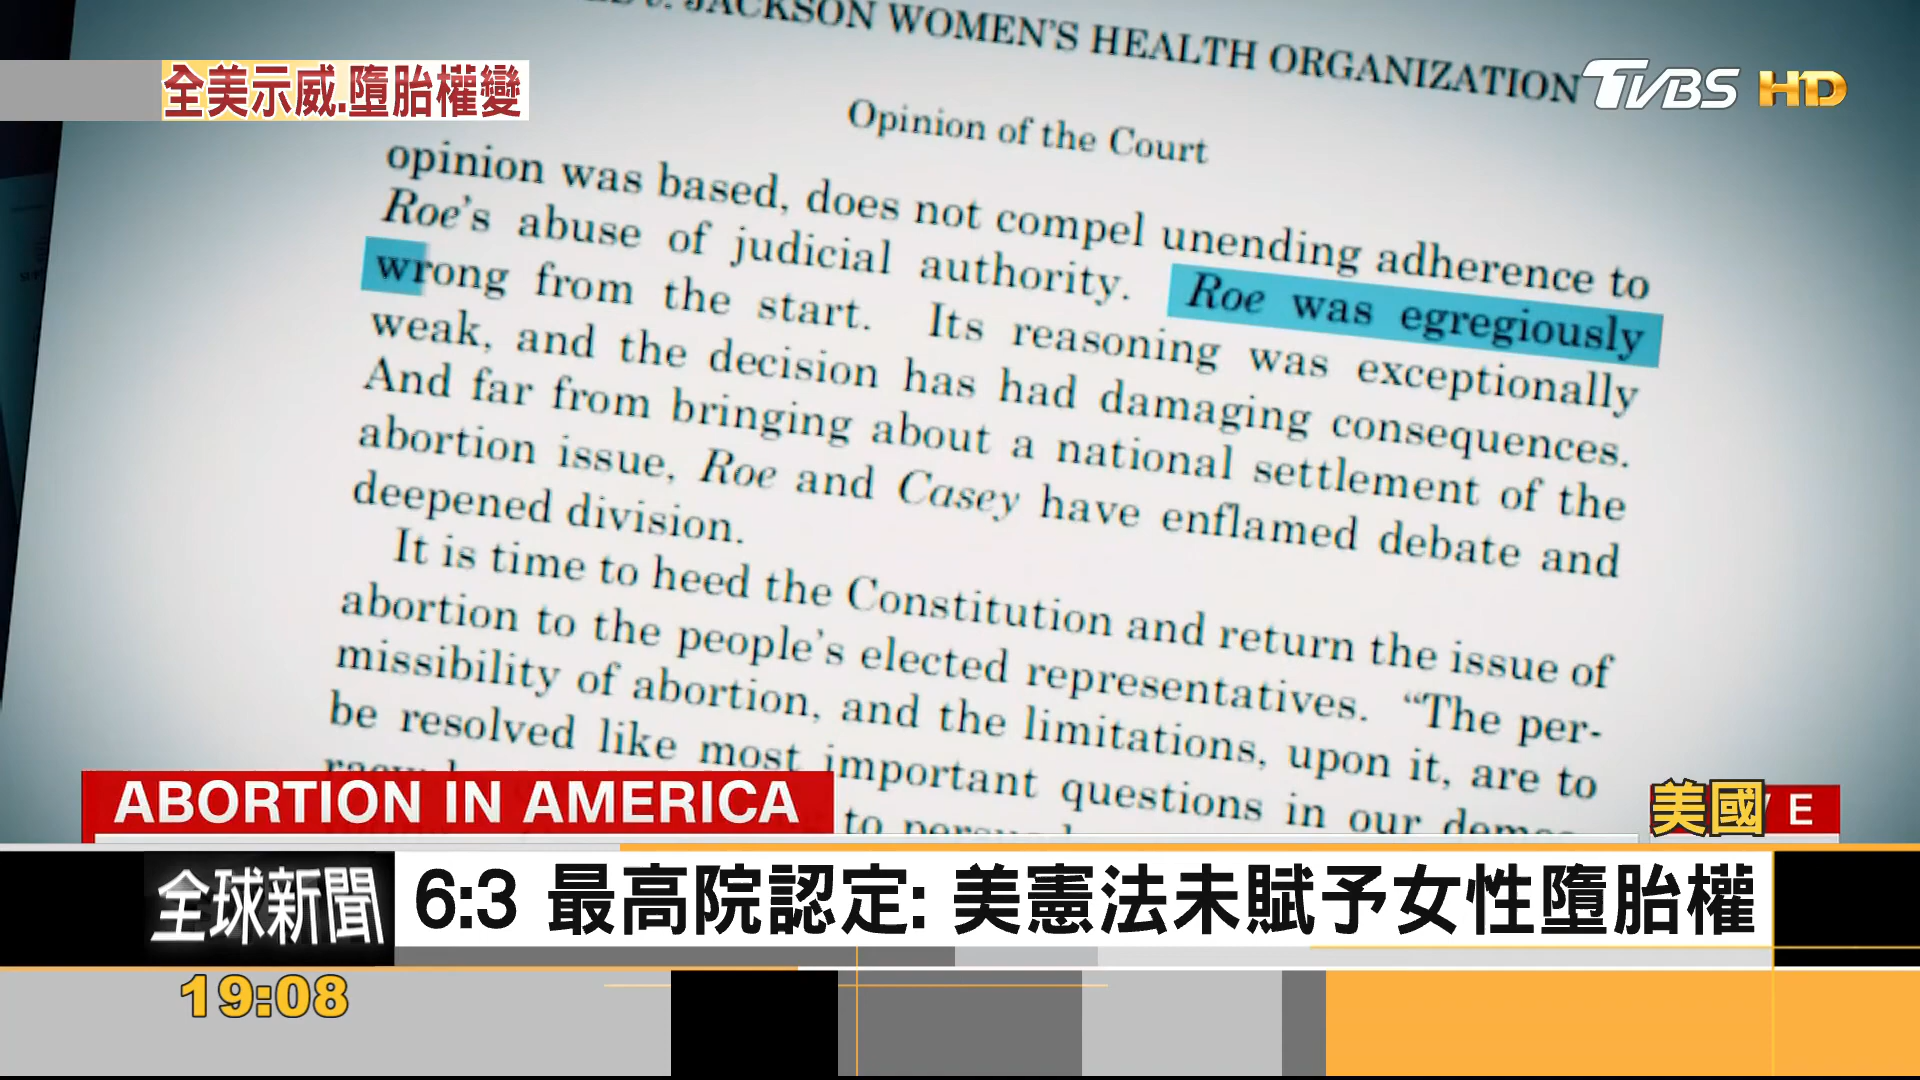 JACKSON WOMEN'S HEALTH ORGANIZATION
全美示威.墮胎權變
TVBS HD
Opinion of the Court
opinion was based, does not compel unending adherence to
Roe's abuse of judicial authority. Roe was egregiously
wrong from the start. Its reasoning was exceptionally
weak, and the decision has had damaging consequences.
And far from bringing about a national settlement of the
abortion issue, Roe and Casey have enflamed debate and
deepened division.
It is time to heed the Constitution and return the issue of
abortion to the people's elected representatives. “The per-
missibility of abortion, and the limitations, upon it, are to
be resolved like most important questions in our democ-
to
ABORTION IN AMERICA
美國
全球新聞
6:3 最高院認定: 美憲法未賦予女性墮胎權
19:08